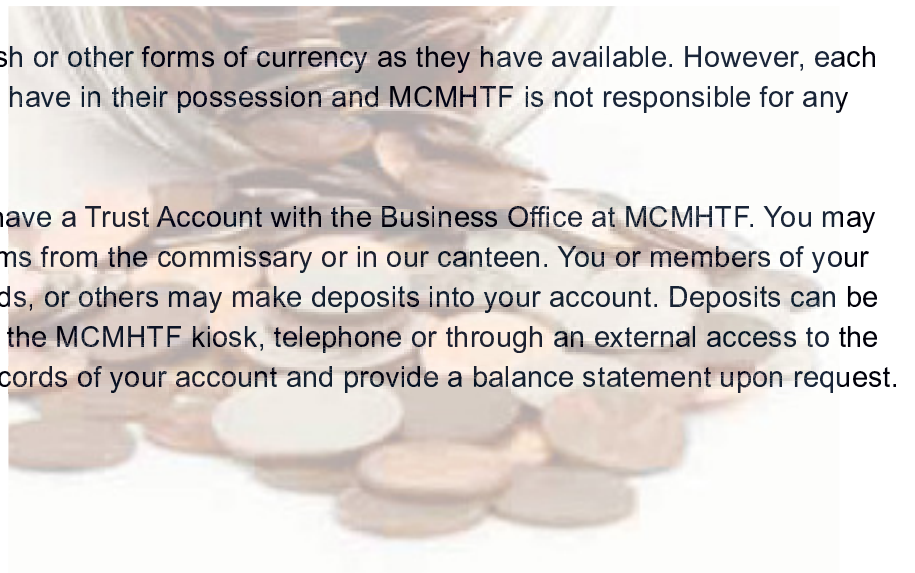 sh or other forms of currency as they have available. However, each
have in their possession and MCMHTF is not responsible for any
have a Trust Account with the Business Office at MCMHTF. You may
ms from the commissary or in our canteen. You or members of your
ds, or others may make deposits into your account. Deposits can be
the MCMHTF kiosk, telephone or through an external access to the
cords of your account and provide a balance statement upon request.